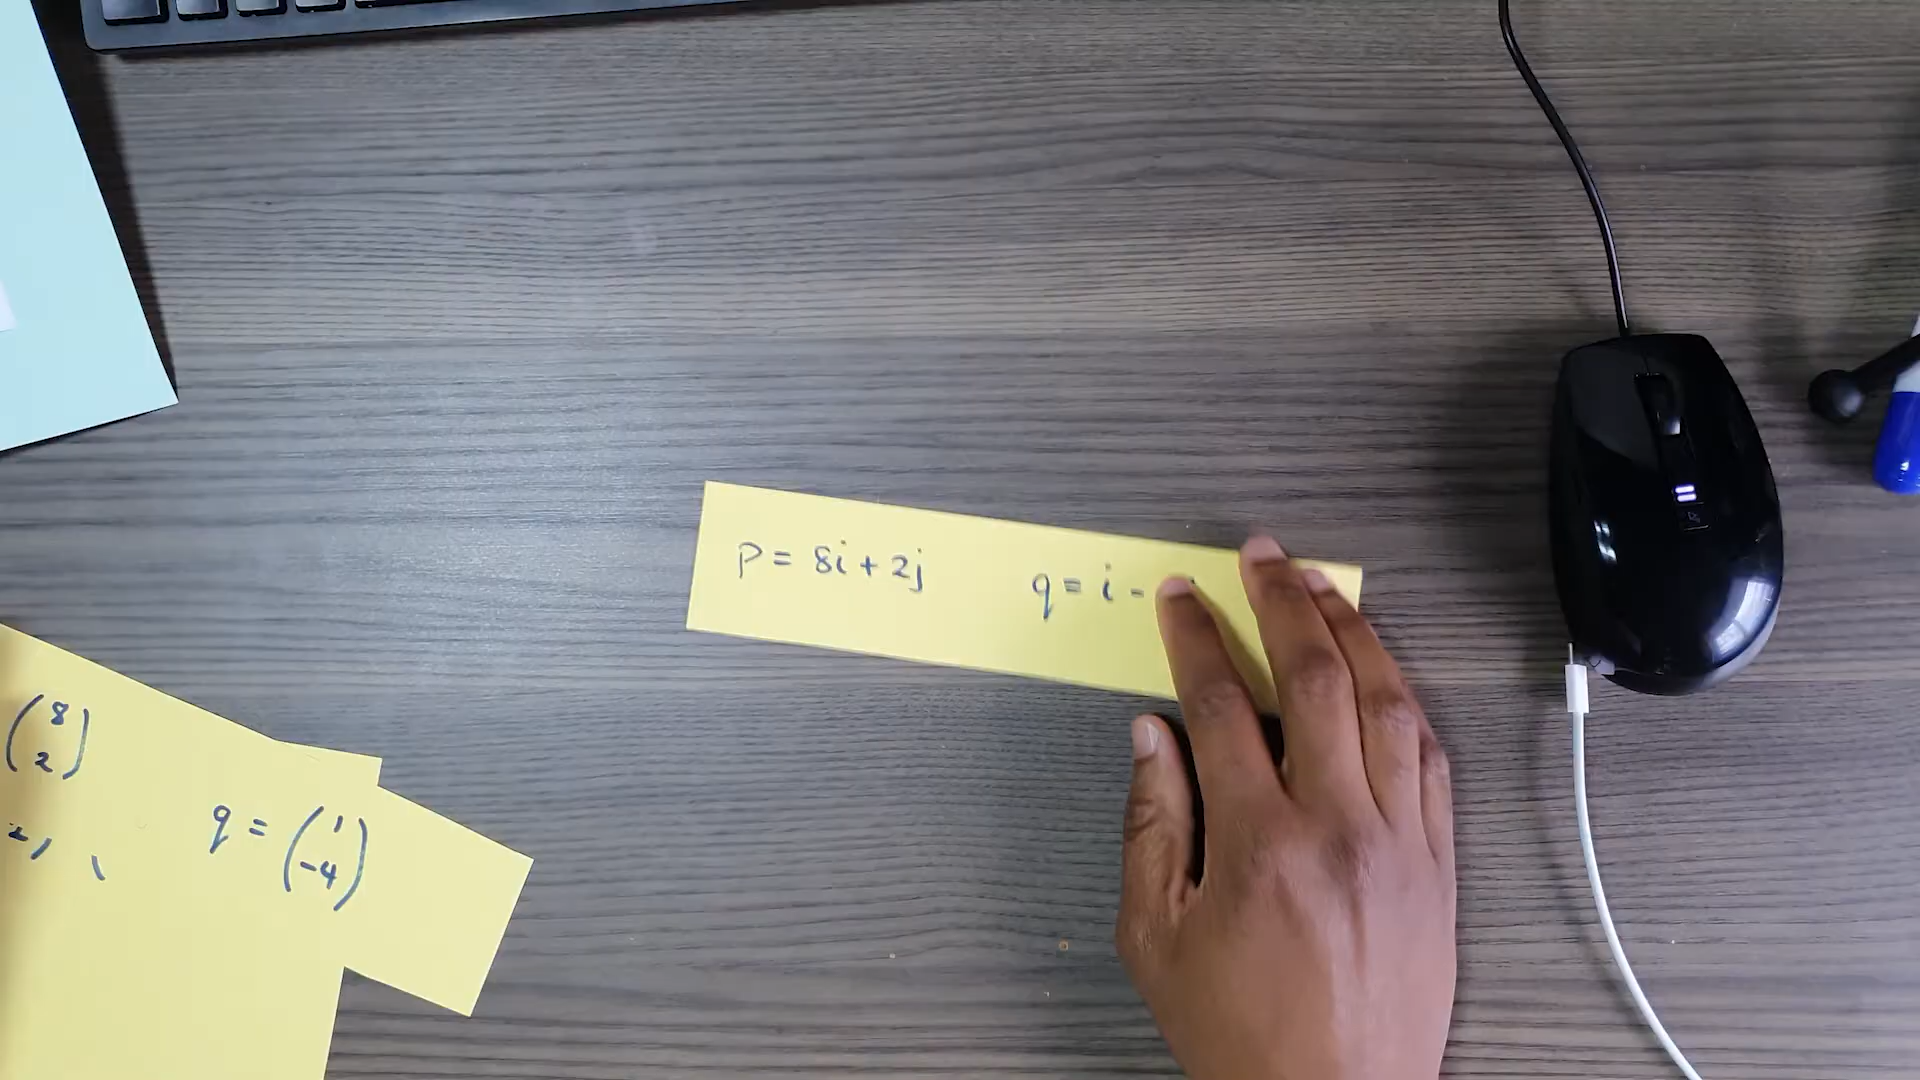 p = 8i + 2j q = i -
(8
2)
q = (1
-4)